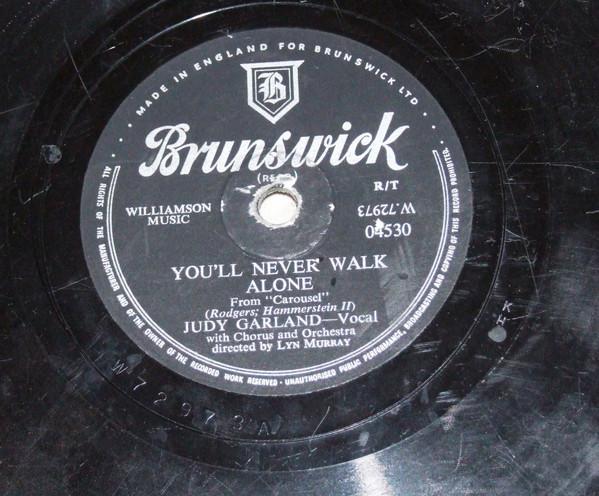 MADE IN ENGLAND FOR BRUNSWICK LTD.
B
Brunswick
R/T
WILLIAMSON
MUSIC
W.72973
04530
YOU'LL NEVER WALK
ALONE
From "Carousel"
(Rodgers; Hammerstein II)
JUDY GARLAND—Vocal
with Chorus and Orchestra
directed by LYN MURRAY
ALL RIGHTS OF THE MANUFACTURER AND OF THE OWNER OF THE RECORDED WORK RESERVED · UNAUTHORISED PUBLIC PERFORMANCE, BROADCASTING AND COPYING OF THIS RECORD PROHIBITED.
W72973A
K